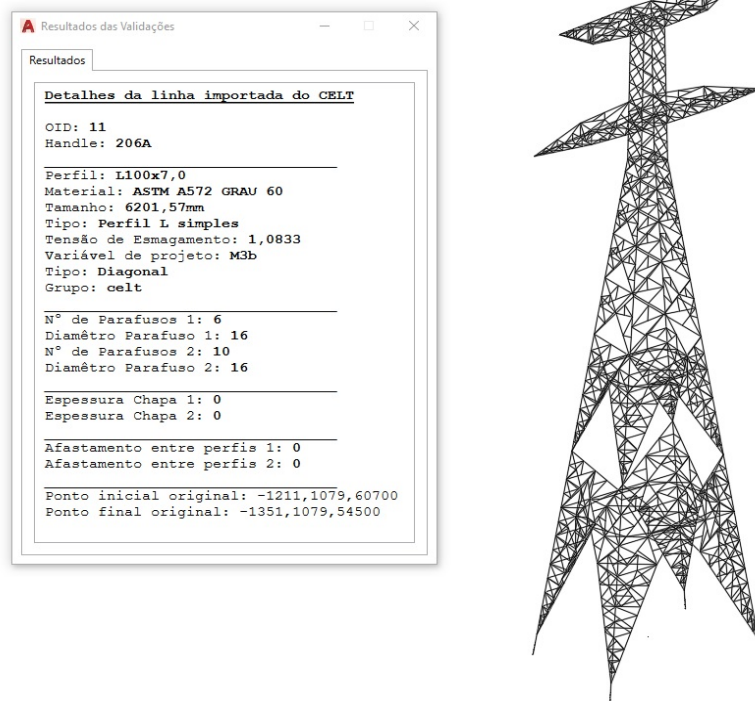 Resultados das Validações
Resultados
Detalhes da linha importada do CELT
OID: 11
Handle: 206A
Perfil: L100x7,0
Material: ASTM A572 GRAU 60
Tamanho: 6201,57mm
Tipo: Perfil L simples
Tensão de Esmagamento: 1,0833
Variável de projeto: M3b
Tipo: Diagonal
Grupo: celt
N° de Parafusos 1: 6
Diamêtro Parafuso 1: 16
N° de Parafusos 2: 10
Diamêtro Parafuso 2: 16
Espessura Chapa 1: 0
Espessura Chapa 2: 0
Afastamento entre perfis 1: 0
Afastamento entre perfis 2: 0
Ponto inicial original: -1211,1079,60700
Ponto final original: -1351,1079,54500